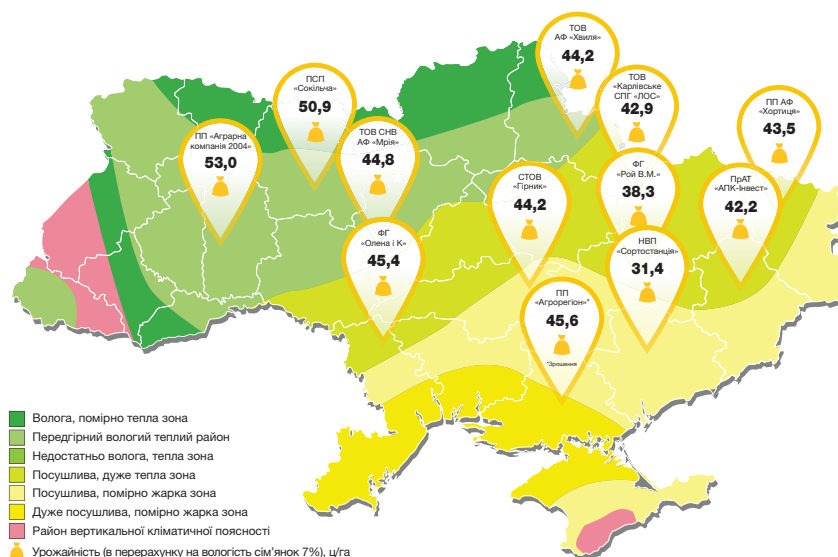 ТОВ
АФ «Хвиля»
44,2
ПСП
«Сокільча»
50,9
ТОВ
«Карлівське
СПГ «ЛОС»
42,9
ПП АФ
«Хортиця»
43,5
ПП «Аграрна
компанія 2004»
53,0
ТОВ СНВ
АФ «Мрія»
44,8
СТОВ
«Гірник»
44,2
ФГ
«Рой В.М.»
38,3
ПрАТ
«АПК-Інвест»
42,2
ФГ
«Олена і К»
45,4
НВП
«Сортостанція»
31,4
ПП
«Агрорегіон»*
45,6
*Зрошення
Волога, помірно тепла зона
Передгірний вологий теплий район
Недостатньо волога, тепла зона
Посушлива, дуже тепла зона
Посушлива, помірно жарка зона
Дуже посушлива, помірно жарка зона
Район вертикальної кліматичної поясності
Урожайність (в перерахунку на вологість сім’янок 7%), ц/га